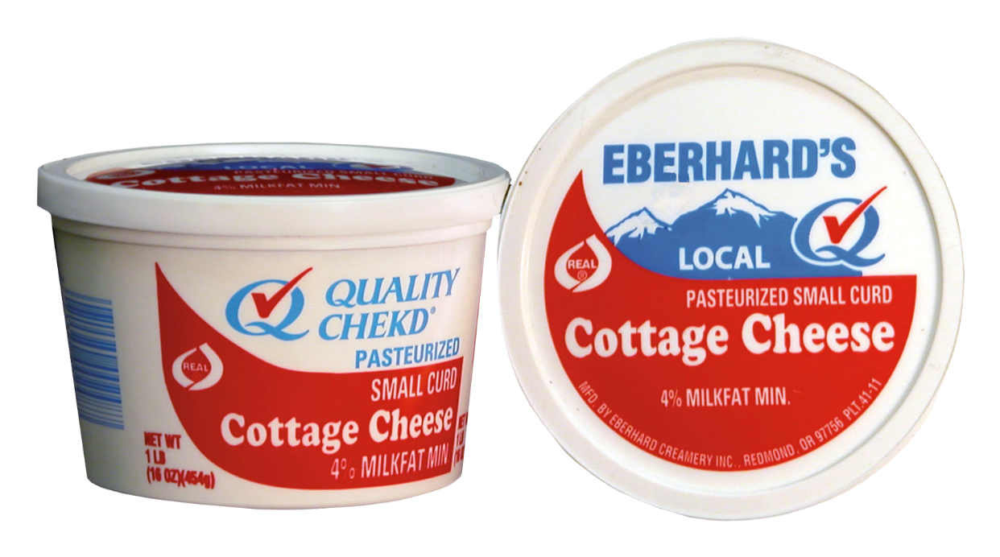 LOCAL
PASTEURIZED SMALL CURD
Cottage Cheese
4% MILKFAT MIN.
QUALITY
CHEKD®
PASTEURIZED
REAL
SMALL CURD
Cottage Cheese
4% MILKFAT MIN
NET WT
1 LB
(16 OZ)(454g)
EBERHARD'S
LOCAL
REAL
®
PASTEURIZED SMALL CURD
Cottage Cheese
4% MILKFAT MIN.
MFD. BY EBERHARD CREAMERY INC., REDMOND, OR 97756 PLT.41-11